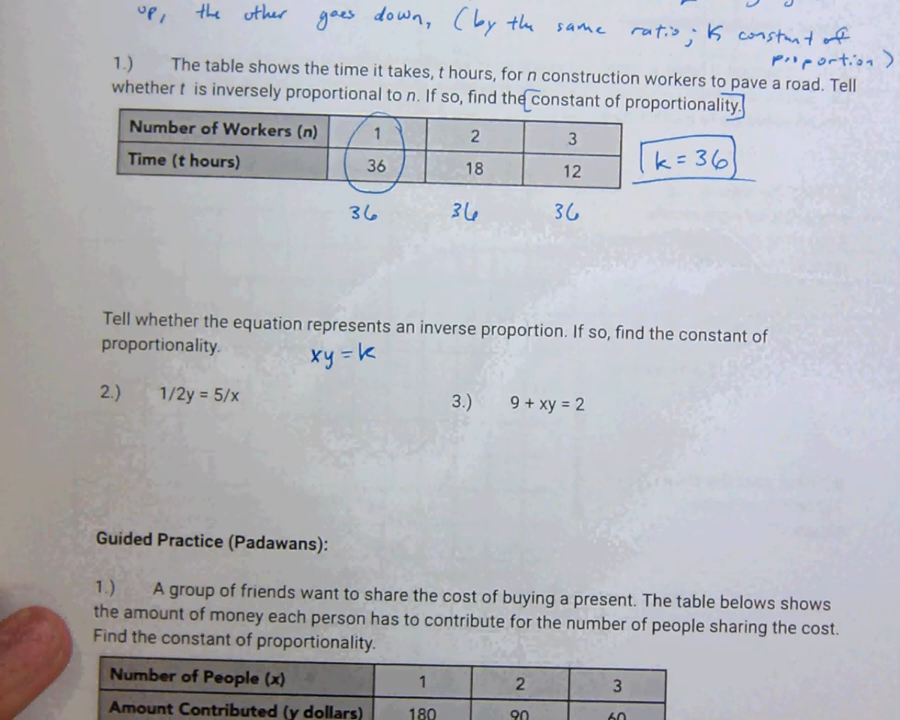 up, the other goes down, (by the same ratio; K constant of
proportion)
1.) The table shows the time it takes, t hours, for n construction workers to pave a road. Tell
whether t is inversely proportional to n. If so, find the constant of proportionality.
Number of Workers (n) 1 2 3
Time (t hours) 36 18 12
k = 36
36 36 36
Tell whether the equation represents an inverse proportion. If so, find the constant of
proportionality. xy = k
2.) 1/2y = 5/x 3.) 9 + xy = 2
Guided Practice (Padawans):
1.) A group of friends want to share the cost of buying a present. The table belows shows
the amount of money each person has to contribute for the number of people sharing the cost.
Find the constant of proportionality.
Number of People (x) 1 2 3
Amount Contributed (y dollars) 180 90 60